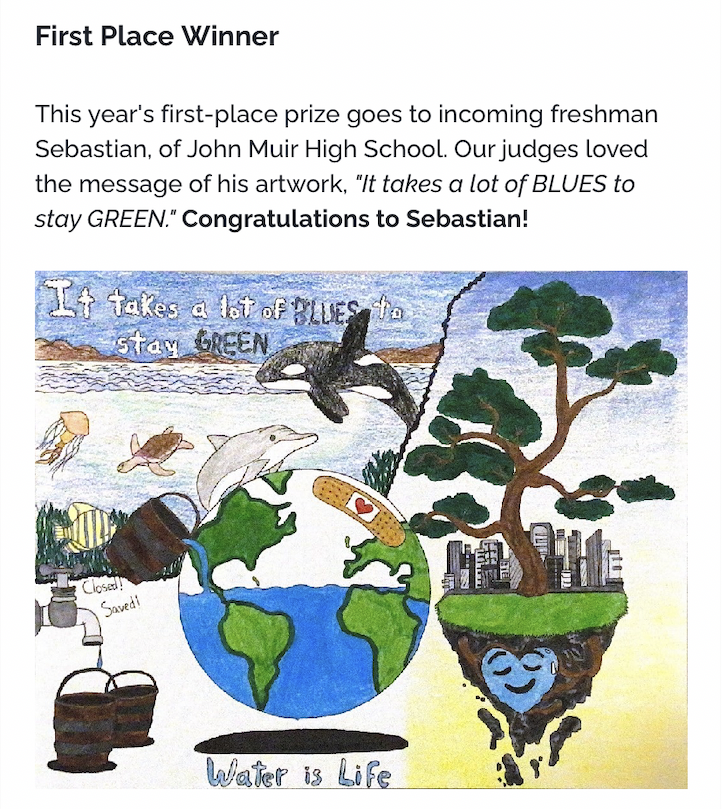 First Place Winner
This year's first-place prize goes to incoming freshman
Sebastian, of John Muir High School. Our judges loved
the message of his artwork, "It takes a lot of BLUES to
stay GREEN." Congratulations to Sebastian!
It takes a lot of BLUES to
stay GREEN
Closed!
Saved!
Water is Life